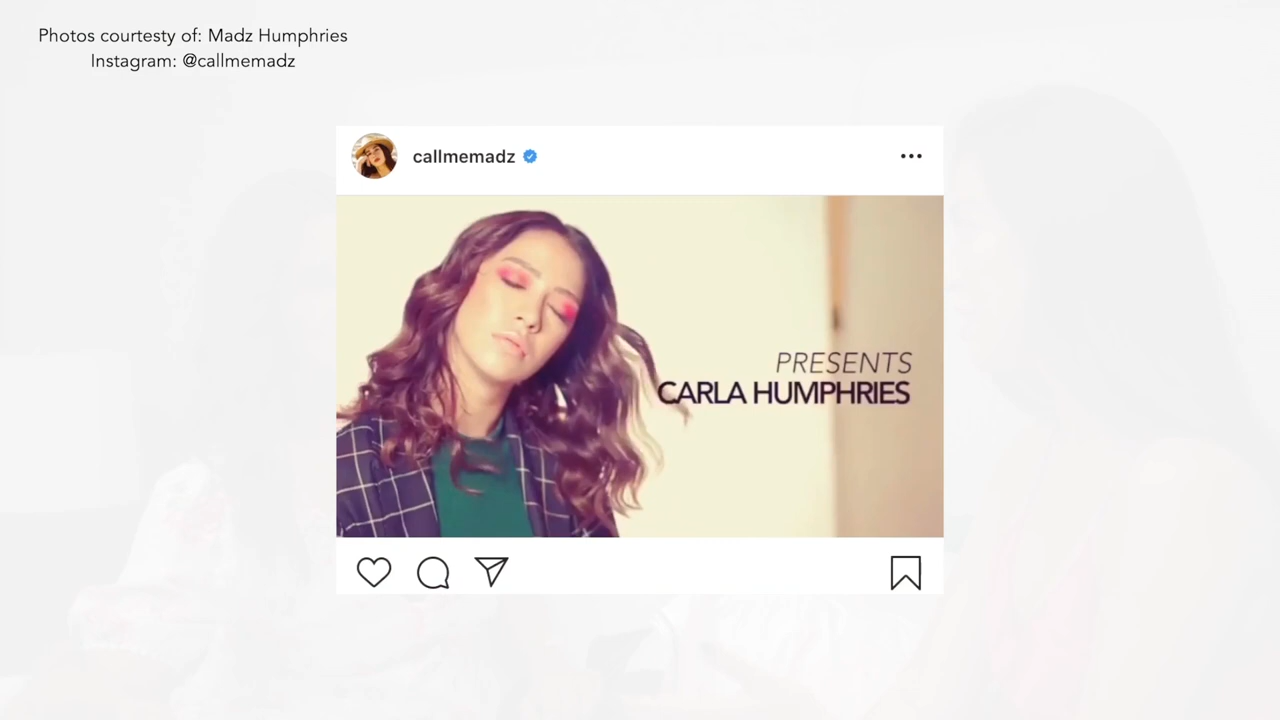 Photos courtesty of: Madz Humphries
Instagram: @callmemadz
callmemadz
PRESENTS
CARLA HUMPHRIES